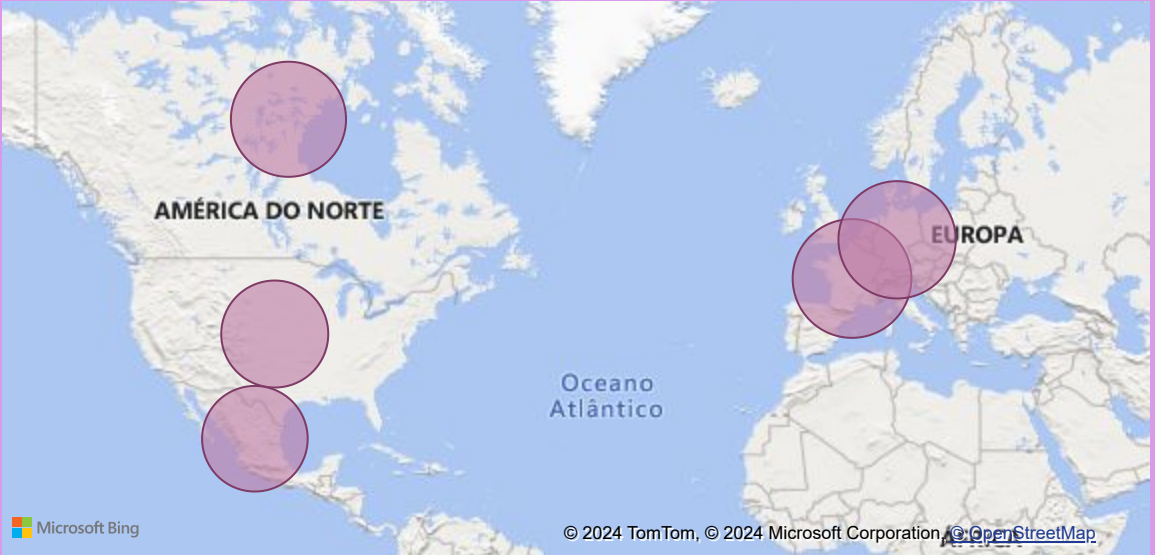 AMÉRICA DO NORTE
EUROPA
Oceano
Atlântico
Microsoft Bing
© 2024 TomTom, © 2024 Microsoft Corporation, © OpenStreetMap